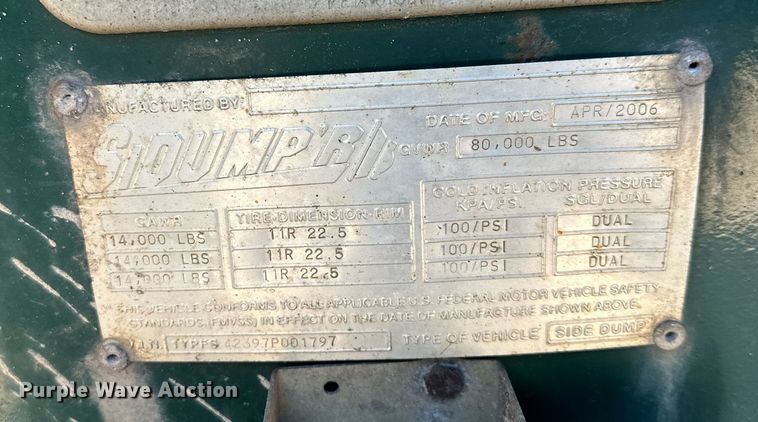 MANUFACTURED BY:
DATE OF MFG: APR/2006
SIDUMP'R
GVWR 80,000 LBS
COLD INFLATION PRESSURE
GAWR TIRE-DIMENSION-RIM KPA/PSI SGL/DUAL
14,000 LBS 11R 22.5 100/PSI DUAL
14,000 LBS 11R 22.5 100/PSI DUAL
14,000 LBS 11R 22.5 100/PSI DUAL
THIS VEHICLE CONFORMS TO ALL APPLICABLE U.S. FEDERAL MOTOR VEHICLE SAFETY
STANDARDS (FMVSS) IN EFFECT ON THE DATE OF MANUFACTURE SHOWN ABOVE.
V.I.N. 42397P001797 TYPE OF VEHICLE SIDE DUMP
Purple Wave Auction